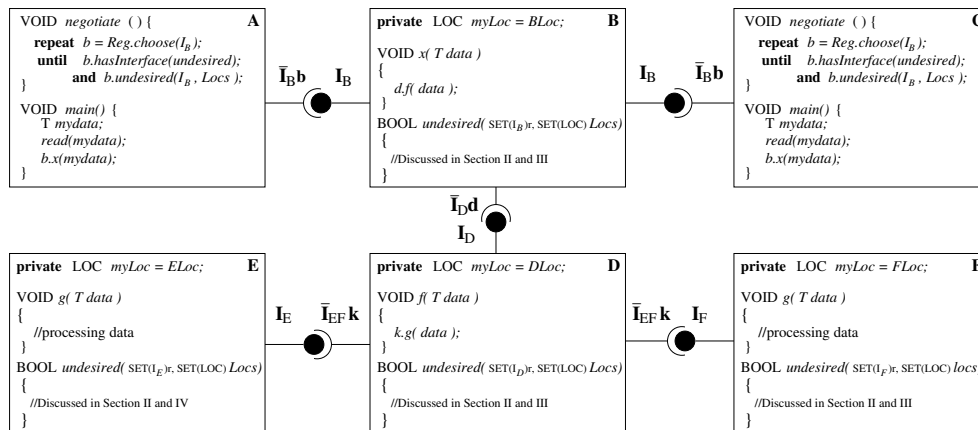 VOID negotiate ( ) {
A
repeat b = Reg.choose(I_B);
until b.hasInterface(undesired);
and b.undesired(I_B , Locs );
}
VOID main() {
T mydata;
read(mydata);
b.x(mydata);
}
Ī_B b
I_B
private LOC myLoc = BLoc;
B
VOID x( T data )
{
d.f( data );
}
BOOL undesired( SET(I_B)r, SET(LOC) Locs)
{
//Discussed in Section II and III
}
I_B
Ī_B b
VOID negotiate ( ) {
repeat b = Reg.choose(I_B);
until b.hasInterface(undesired);
and b.undesired(I_B , Locs );
}
VOID main() {
T mydata;
read(mydata);
b.x(mydata);
}
Ī_D d
I_D
private LOC myLoc = ELoc;
E
VOID g( T data )
{
//processing data
}
BOOL undesired( SET(I_E)r, SET(LOC) Locs)
{
//Discussed in Section II and IV
}
I_E
Ī_EF k
private LOC myLoc = DLoc;
D
VOID f( T data )
{
k.g( data );
}
BOOL undesired( SET(I_D)r, SET(LOC) Locs)
{
//Discussed in Section II and III
}
Ī_EF k
I_F
private LOC myLoc = FLoc;
VOID g( T data )
{
//processing data
}
BOOL undesired( SET(I_F)r, SET(LOC) locs)
{
//Discussed in Section II and III
}